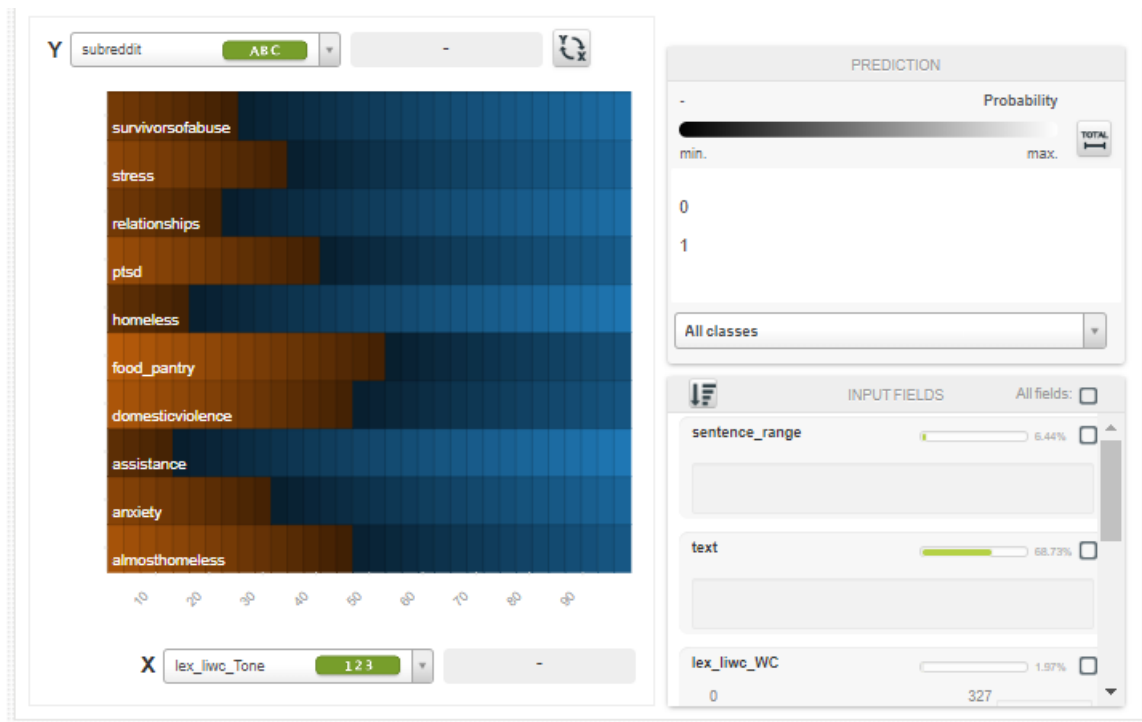 Y subreddit ABC -
Y X
survivorsofabuse
stress
relationships
ptsd
homeless
food_pantry
domesticviolence
assistance
anxiety
almosthomeless
10 20 30 40 50 60 70 80 90
X lex_liwc_Tone 123 -
PREDICTION
- Probability
TOTAL
min. max.
0
1
All classes
INPUT FIELDS All fields:
sentence_range 6.44%
text 68.73%
lex_liwc_WC 1.97%
0 327